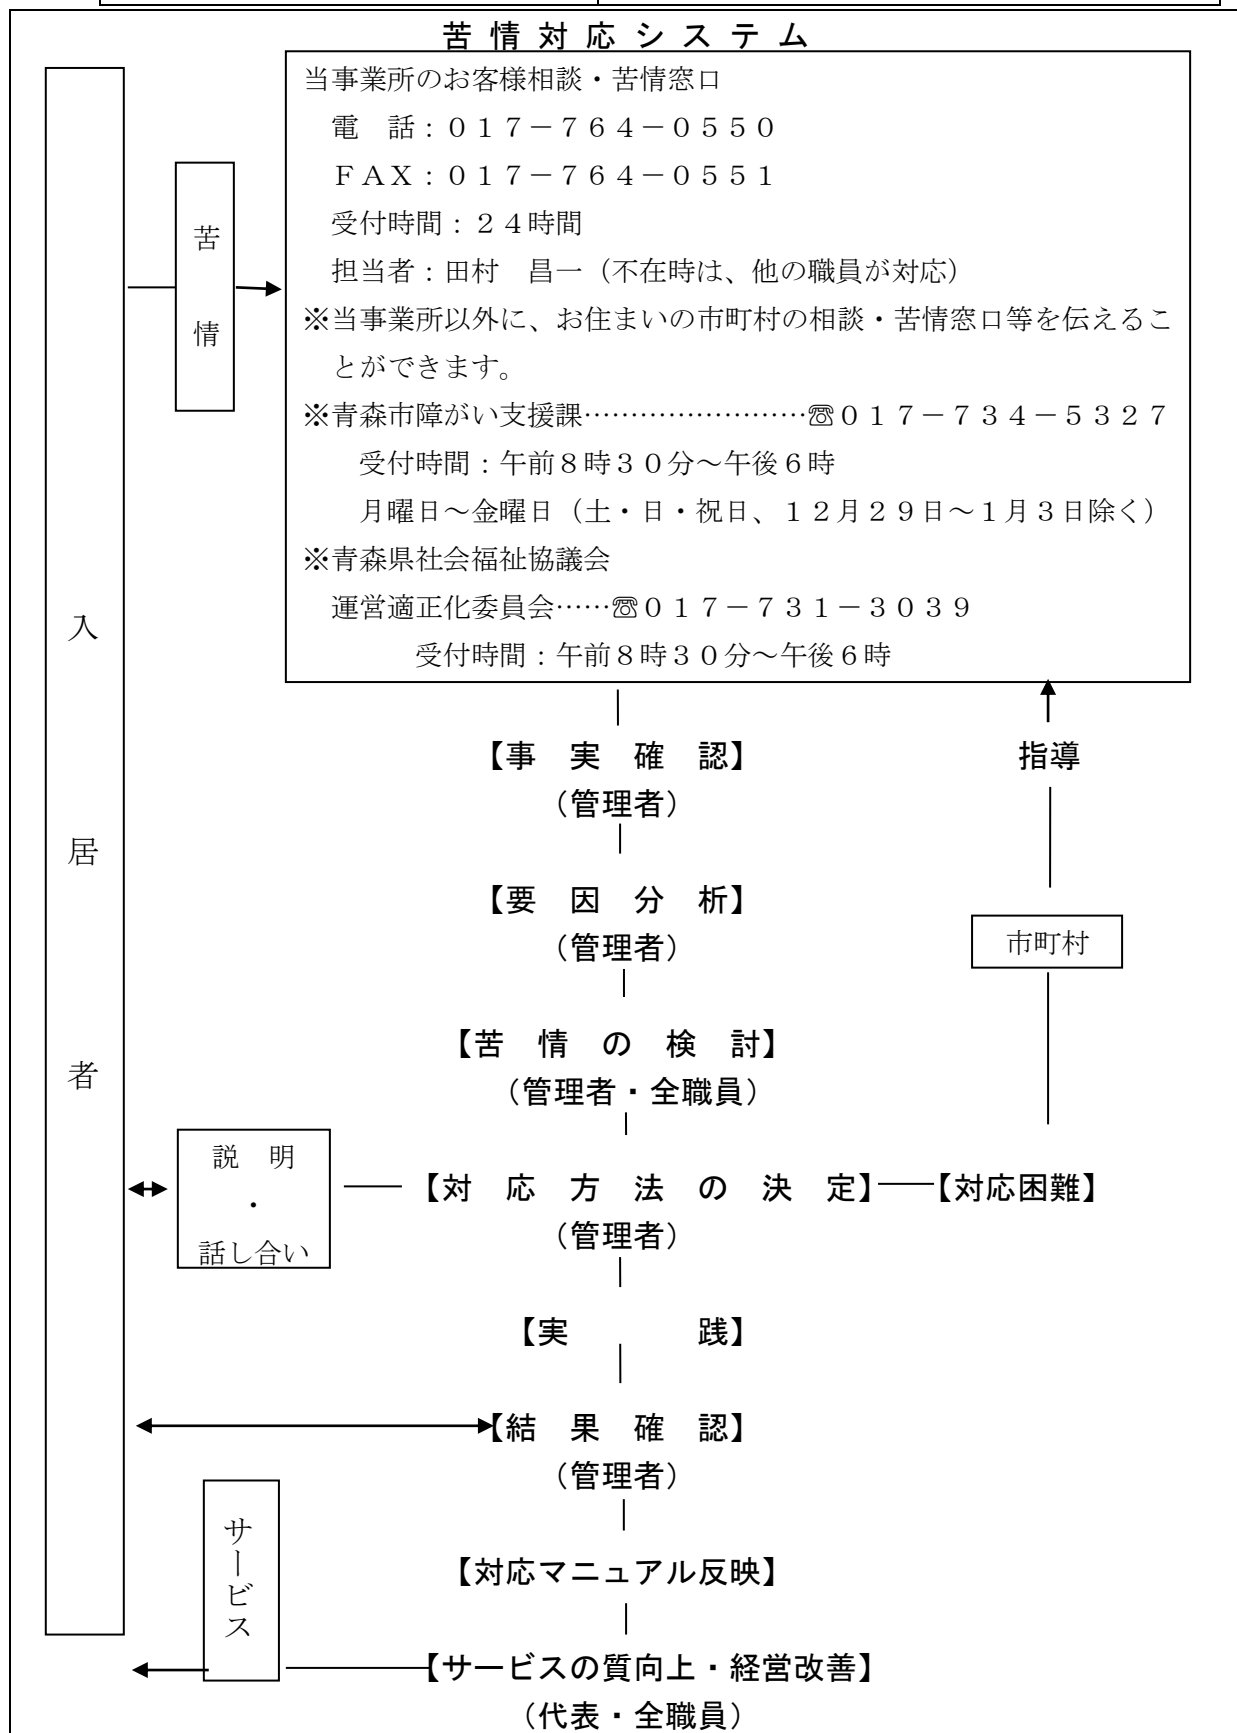 苦 情 対 応 シ ス テ ム
当事業所のお客様相談・苦情窓口
電　話：０１７－７６４－０５５０
ＦＡＸ：０１７－７６４－０５５１
受付時間：２４時間
担当者：田村　昌一（不在時は、他の職員が対応）
※当事業所以外に、お住まいの市町村の相談・苦情窓口等を伝えるこ
とができます。
※青森市障がい支援課……………………☏０１７－７３４－５３２７
受付時間：午前８時３０分～午後６時
月曜日～金曜日（土・日・祝日、１２月２９日～１月３日除く）
※青森県社会福祉協議会
運営適正化委員会……☏０１７－７３１－３０３９
受付時間：午前８時３０分～午後６時
苦情
入居者
【事　実　確　認】
（管理者）
指導
【要　因　分　析】
（管理者）
市町村
【苦　情　の　検　討】
（管理者・全職員）
説　明
・
話し合い
【対　応　方　法　の　決　定】
【対応困難】
（管理者）
【実　　　　践】
【結　果　確　認】
（管理者）
サービス
【対応マニュアル反映】
【サービスの質向上・経営改善】
（代表・全職員）